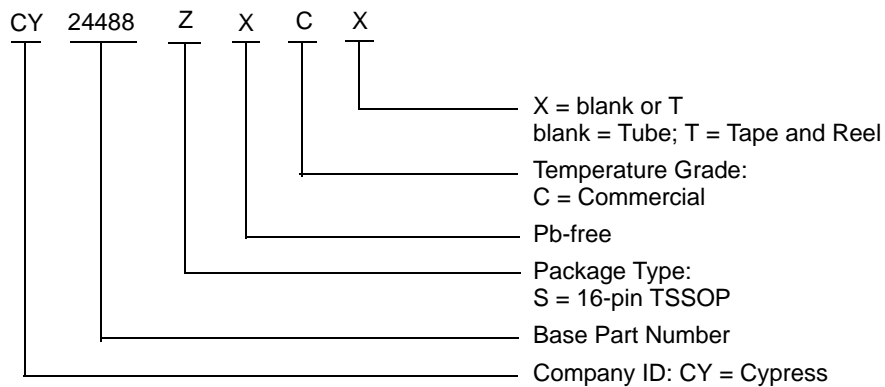 CY 24488 Z X C X
X = blank or T
blank = Tube; T = Tape and Reel
Temperature Grade:
C = Commercial
Pb-free
Package Type:
S = 16-pin TSSOP
Base Part Number
Company ID: CY = Cypress